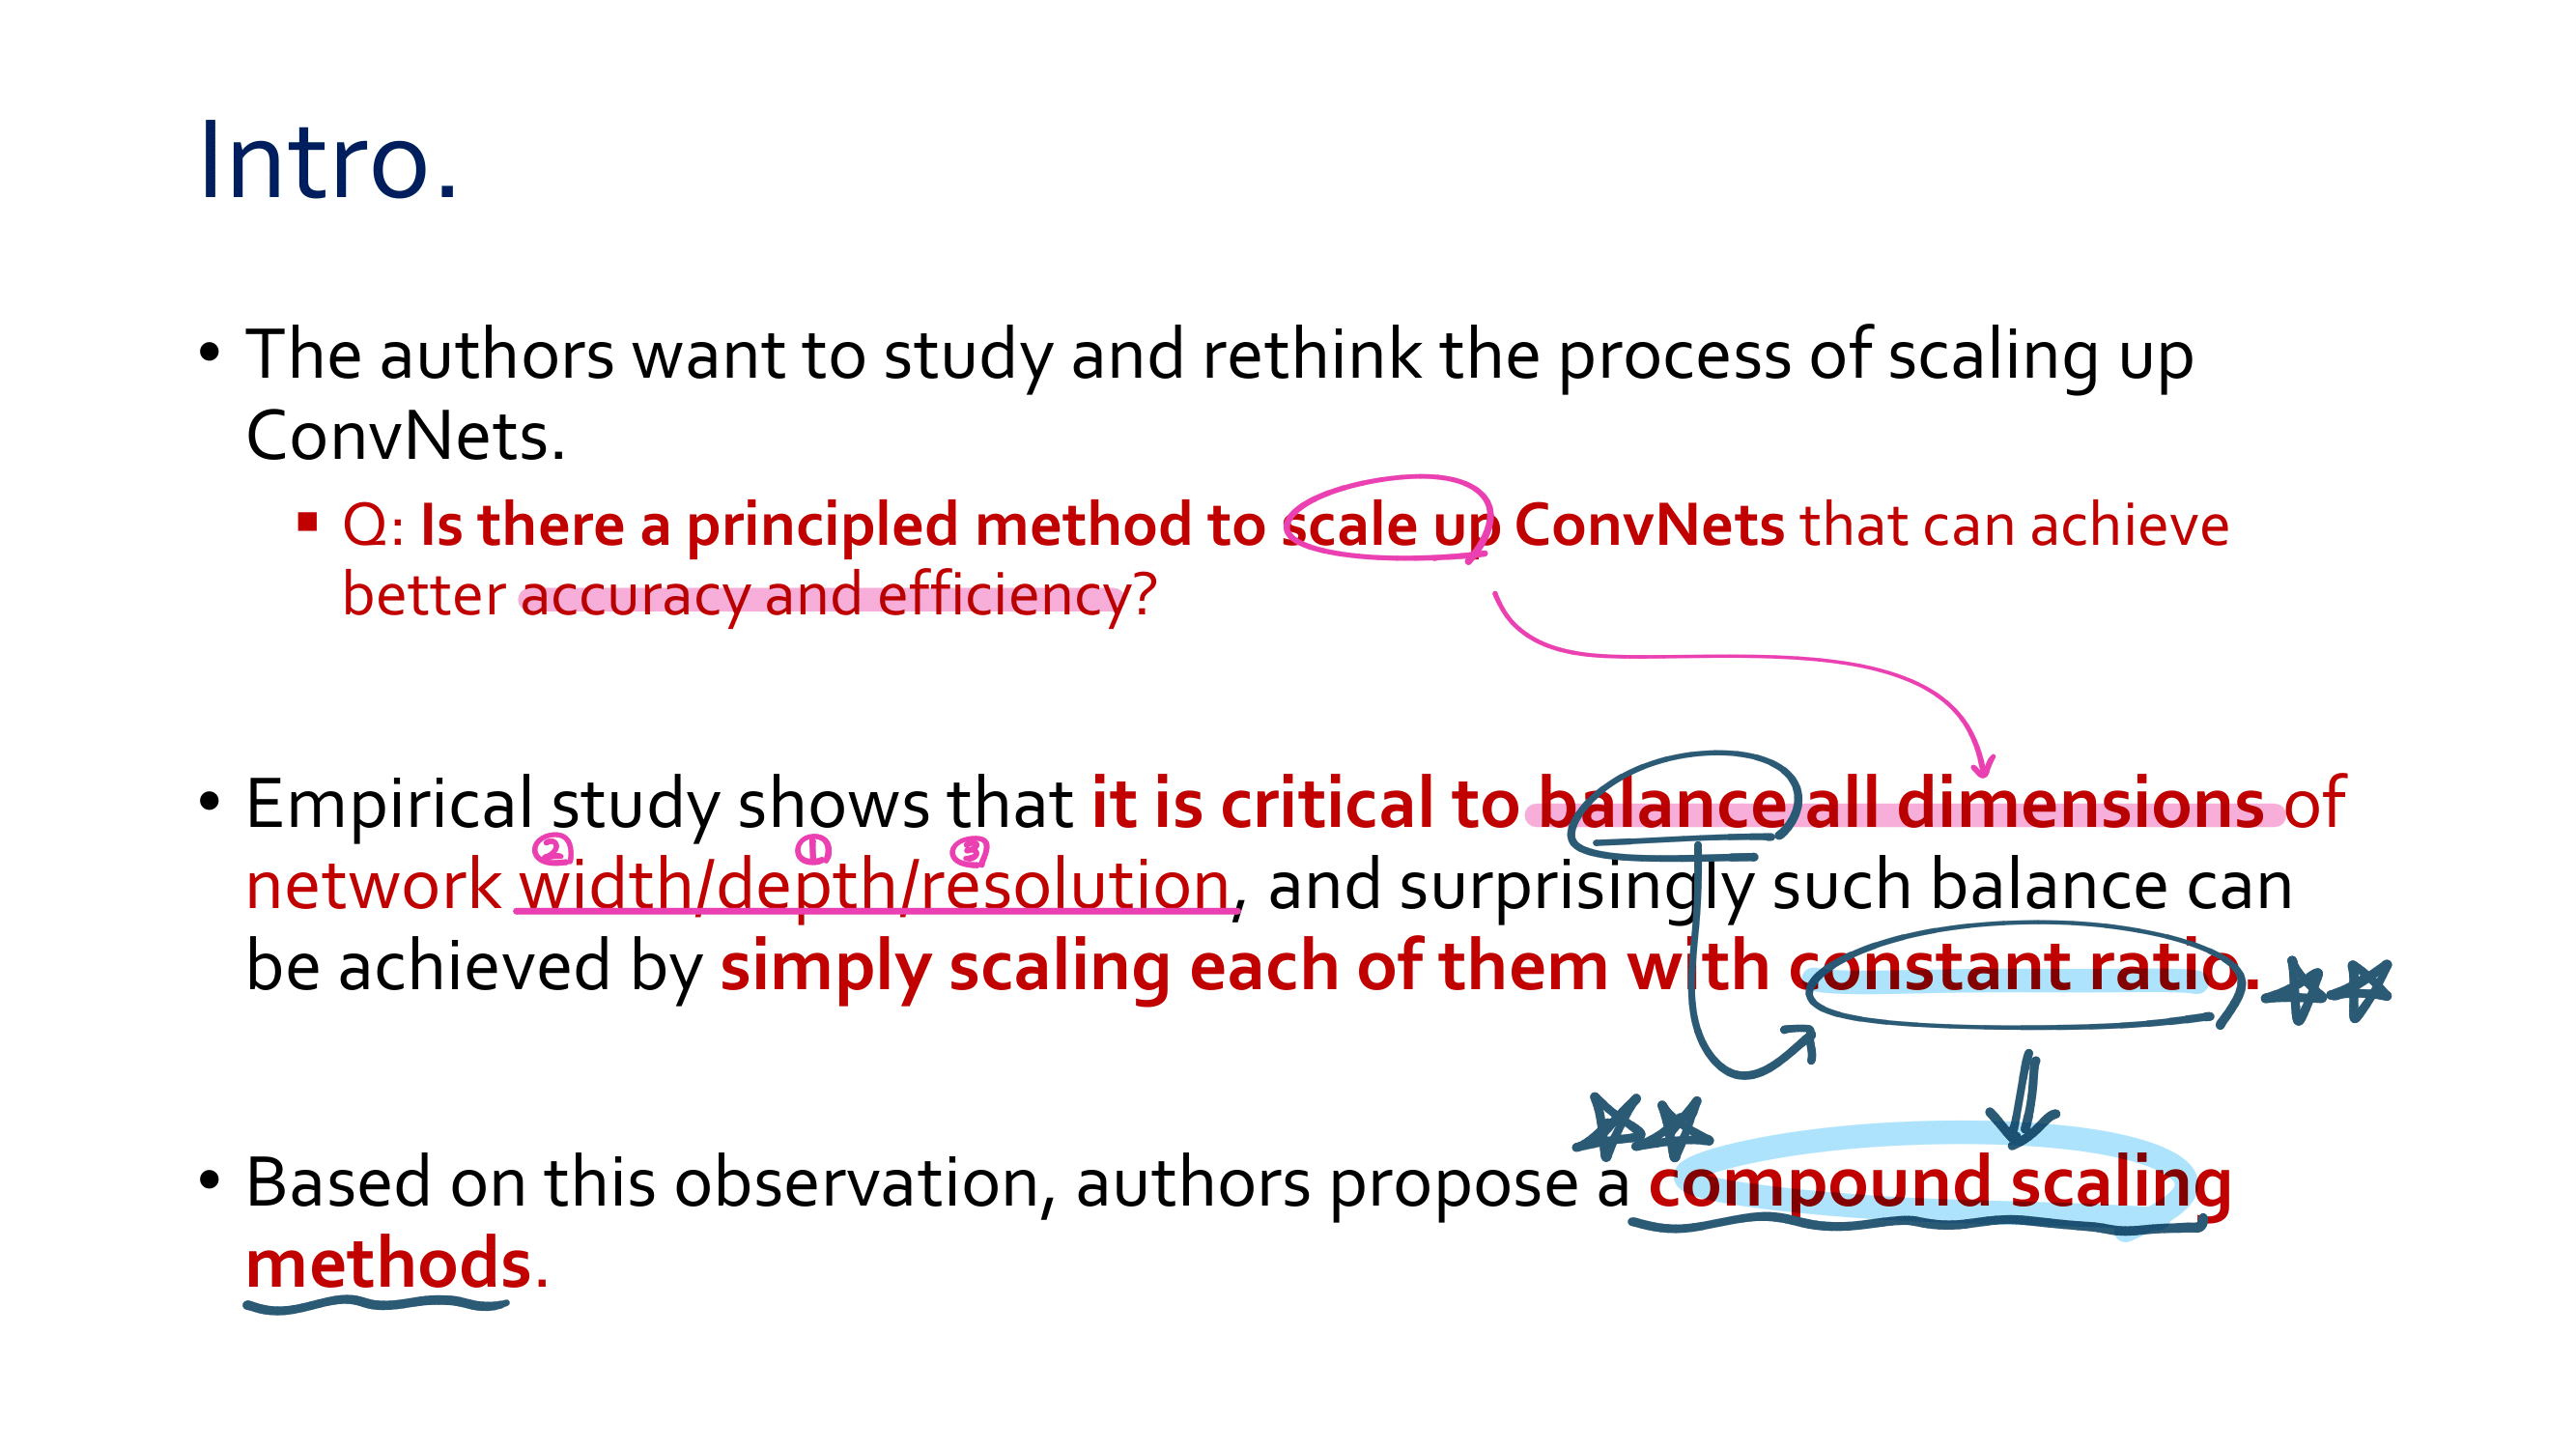 Intro.
• The authors want to study and rethink the process of scaling up
ConvNets.
▪ Q: Is there a principled method to scale up ConvNets that can achieve
better accuracy and efficiency?
• Empirical study shows that it is critical to balance all dimensions of
② ① ③
network width/depth/resolution, and surprisingly such balance can
be achieved by simply scaling each of them with constant ratio.
• Based on this observation, authors propose a compound scaling
methods.